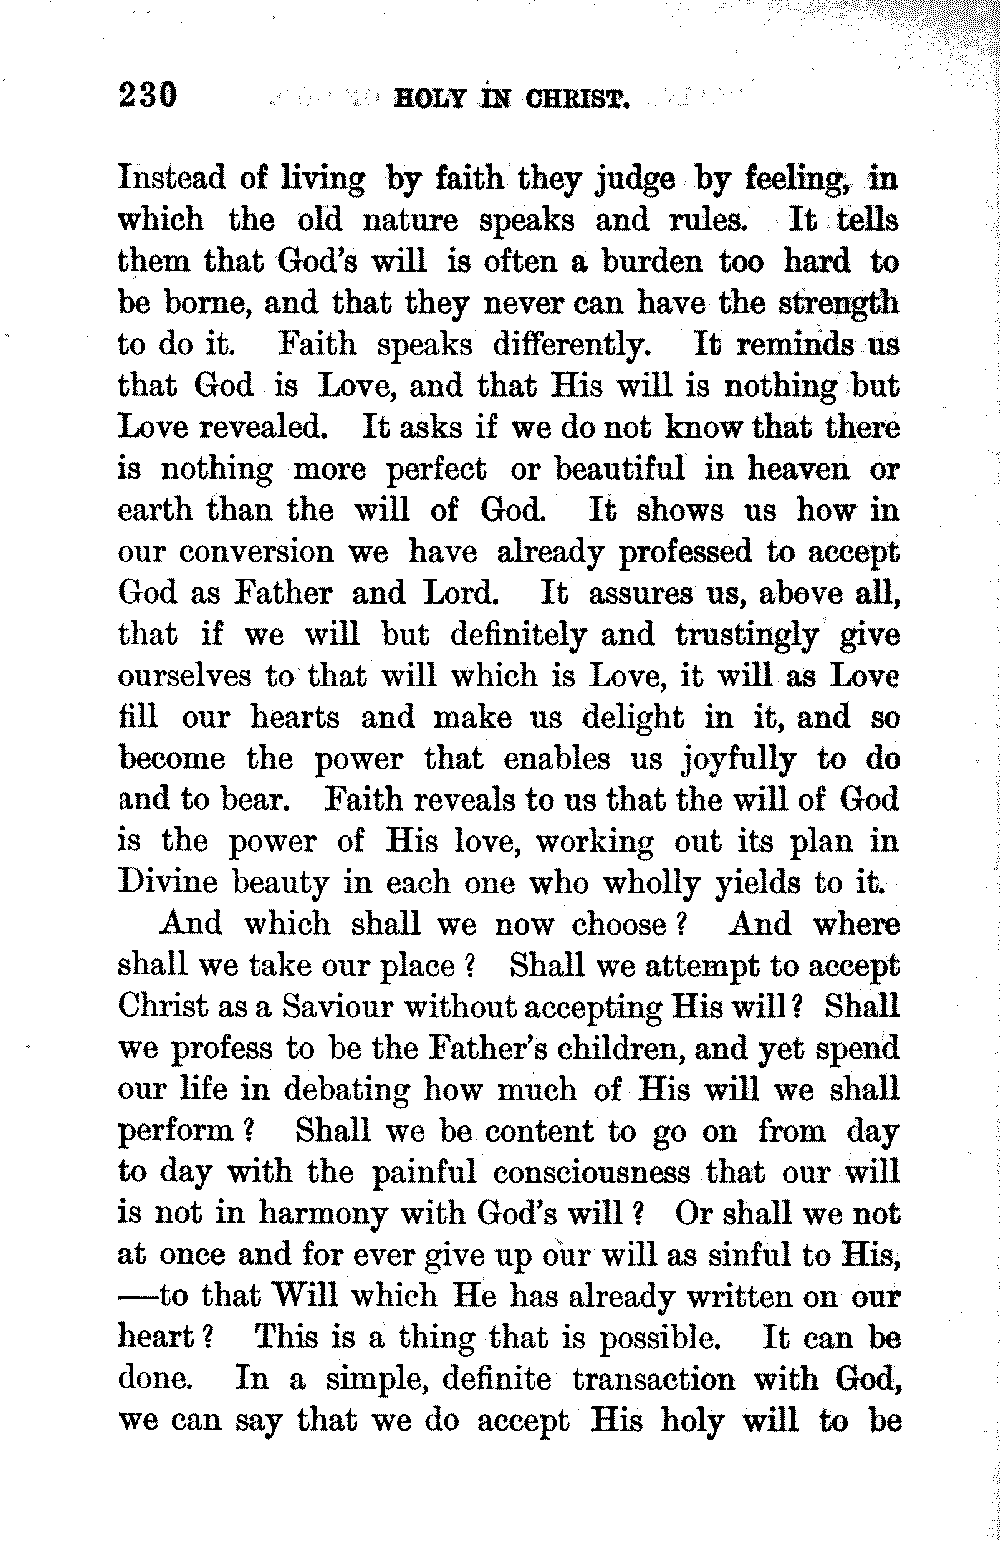 230 HOLY IN CHRIST.
Instead of living by faith they judge by feeling, in
which the old nature speaks and rules. It tells
them that God's will is often a burden too hard to
be borne, and that they never can have the strength
to do it. Faith speaks differently. It reminds us
that God is Love, and that His will is nothing but
Love revealed. It asks if we do not know that there
is nothing more perfect or beautiful in heaven or
earth than the will of God. It shows us how in
our conversion we have already professed to accept
God as Father and Lord. It assures us, above all,
that if we will but definitely and trustingly give
ourselves to that will which is Love, it will as Love
fill our hearts and make us delight in it, and so
become the power that enables us joyfully to do
and to bear. Faith reveals to us that the will of God
is the power of His love, working out its plan in
Divine beauty in each one who wholly yields to it.
And which shall we now choose? And where
shall we take our place? Shall we attempt to accept
Christ as a Saviour without accepting His will? Shall
we profess to be the Father's children, and yet spend
our life in debating how much of His will we shall
perform? Shall we be content to go on from day
to day with the painful consciousness that our will
is not in harmony with God's will? Or shall we not
at once and for ever give up our will as sinful to His,
—to that Will which He has already written on our
heart? This is a thing that is possible. It can be
done. In a simple, definite transaction with God,
we can say that we do accept His holy will to be